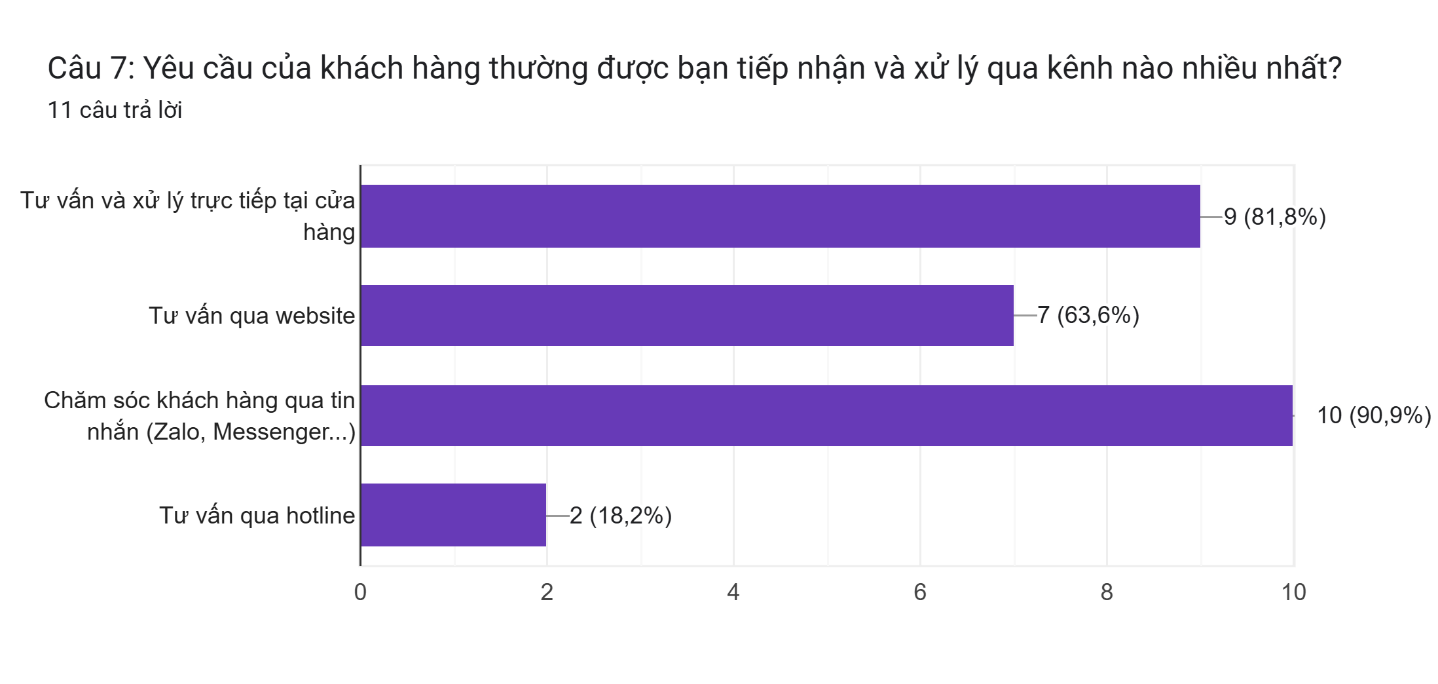 Câu 7: Yêu cầu của khách hàng thường được bạn tiếp nhận và xử lý qua kênh nào nhiều nhất?
11 câu trả lời
Tư vấn và xử lý trực tiếp tại cửa
hàng
9 (81,8%)
Tư vấn qua website
7 (63,6%)
Chăm sóc khách hàng qua tin
nhắn (Zalo, Messenger...)
10 (90,9%)
Tư vấn qua hotline
2 (18,2%)
0 2 4 6 8 10